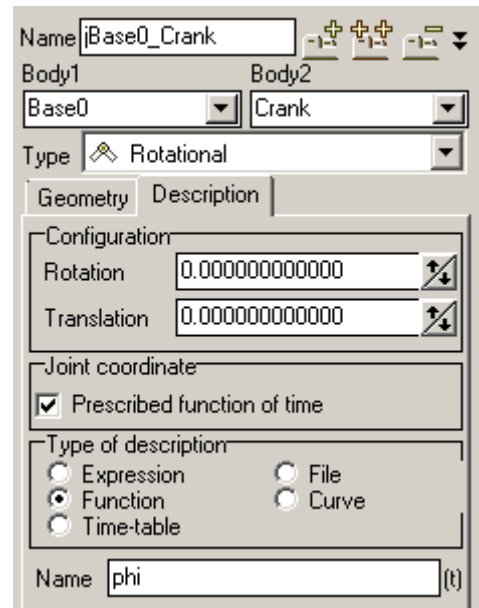 Name jBase0_Crank
Body1 Body2
Base0 Crank
Type Rotational
Geometry Description
Configuration
Rotation 0.000000000000
Translation 0.000000000000
Joint coordinate
Prescribed function of time
Type of description
Expression File
Function Curve
Time-table
Name phi (t)